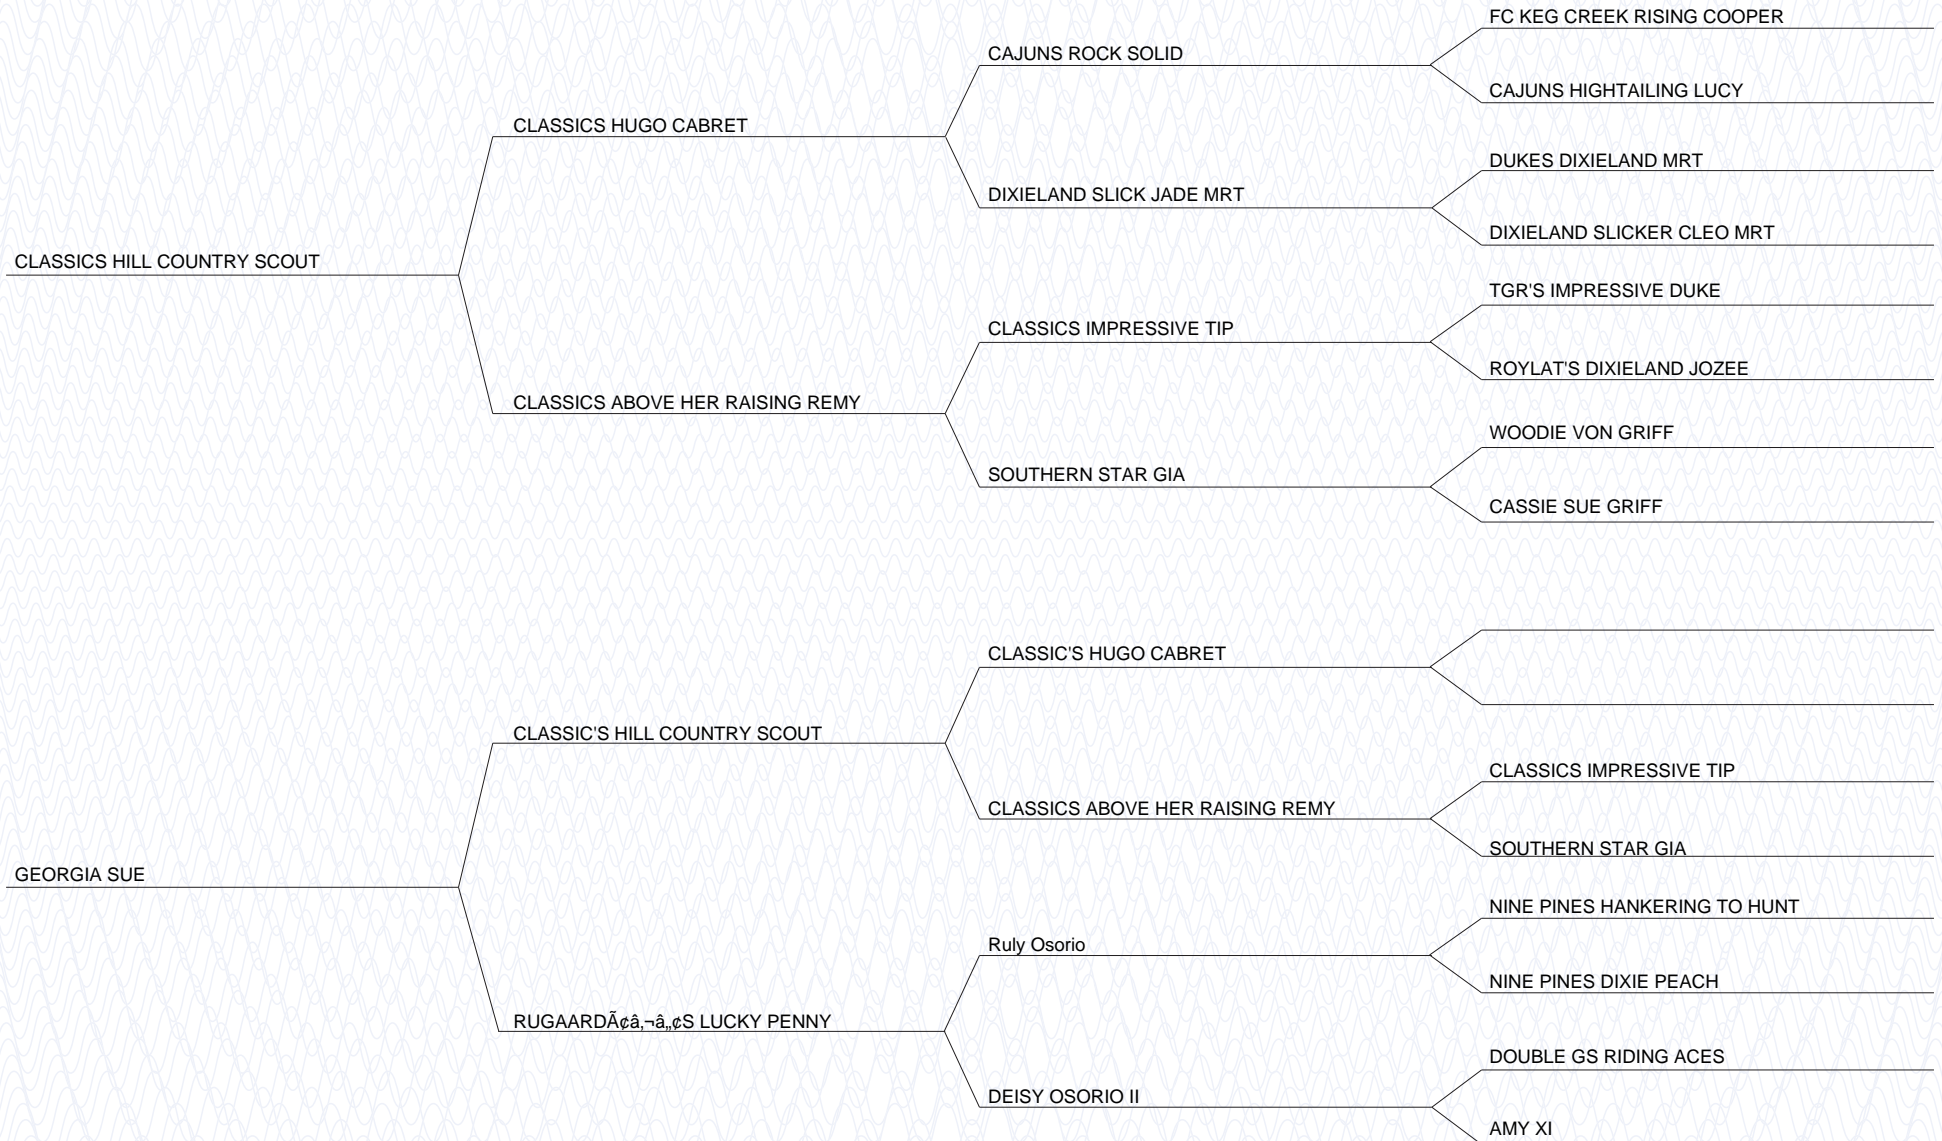 FC KEG CREEK RISING COOPER
CAJUNS ROCK SOLID
CAJUNS HIGHTAILING LUCY
CLASSICS HUGO CABRET
DUKES DIXIELAND MRT
DIXIELAND SLICK JADE MRT
DIXIELAND SLICKER CLEO MRT
CLASSICS HILL COUNTRY SCOUT
TGR'S IMPRESSIVE DUKE
CLASSICS IMPRESSIVE TIP
ROYLAT'S DIXIELAND JOZEE
CLASSICS ABOVE HER RAISING REMY
WOODIE VON GRIFF
SOUTHERN STAR GIA
CASSIE SUE GRIFF
CLASSIC'S HUGO CABRET
CLASSIC'S HILL COUNTRY SCOUT
CLASSICS IMPRESSIVE TIP
CLASSICS ABOVE HER RAISING REMY
SOUTHERN STAR GIA
GEORGIA SUE
NINE PINES HANKERING TO HUNT
Ruly Osorio
NINE PINES DIXIE PEACH
RUGAARDÃ¢â‚¬â„¢S LUCKY PENNY
DOUBLE GS RIDING ACES
DEISY OSORIO II
AMY XI